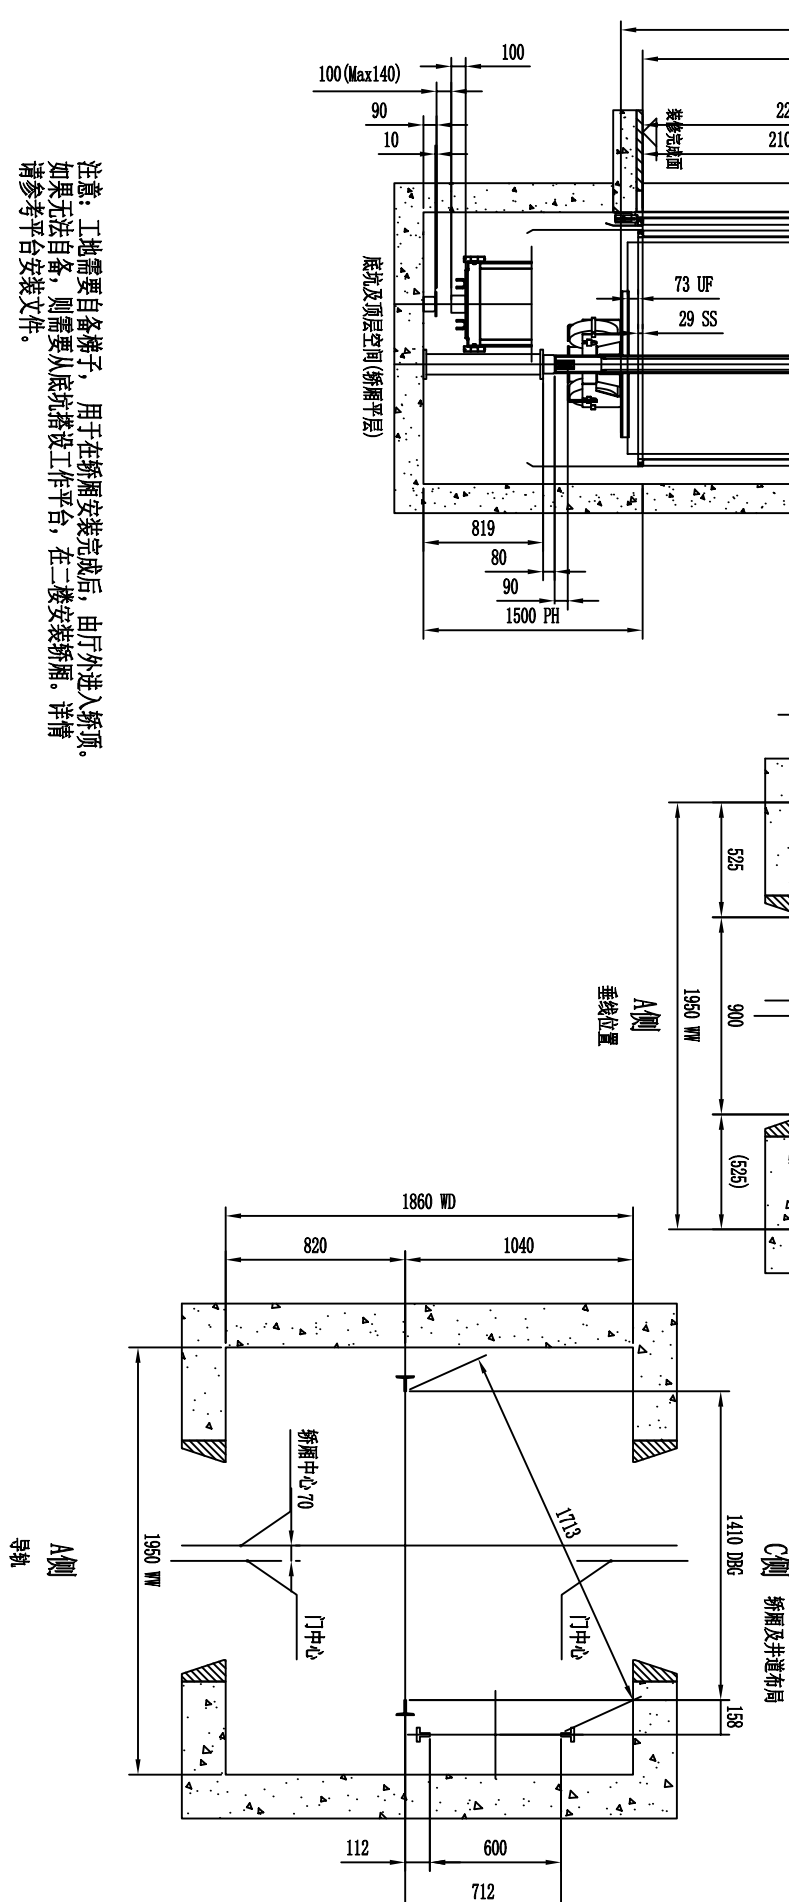 100
100(Max140)
90
10
装修完成面
73 UF
29 SS
底坑及顶层空间(轿厢平层)
819
80
90
1500 PH
注意：工地需要自备梯子，用于在轿厢安装完成后，由厅外进入轿顶。
如果无法自备，则需要从底坑搭设工作平台，在二楼安装轿厢。详情
请参考平台安装文件。
525
900
(525)
1950 WW
A侧
垂线位置
1860 WD
820
1040
轿厢中心
70
门中心
门中心
1713
1410 DBG
158
C侧
轿厢及井道布局
1950 WW
A侧
导轨
112
600
712